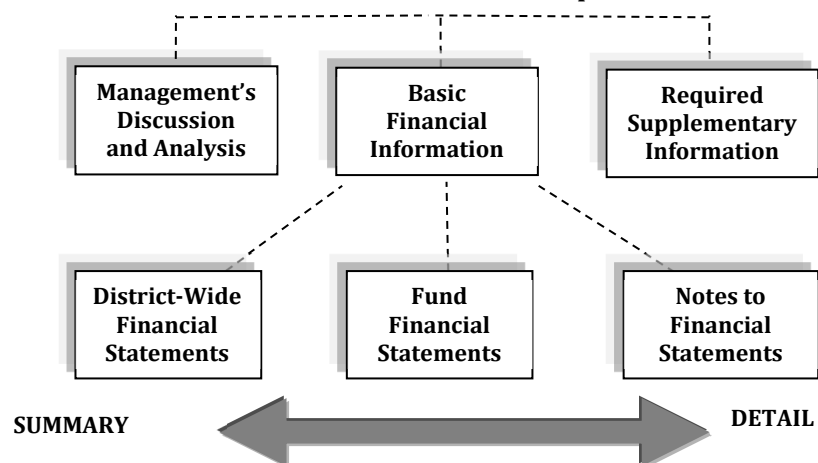 Management’s
Discussion
and Analysis
Basic
Financial
Information
Required
Supplementary
Information
District-Wide
Financial
Statements
Fund
Financial
Statements
Notes to
Financial
Statements
SUMMARY
DETAIL